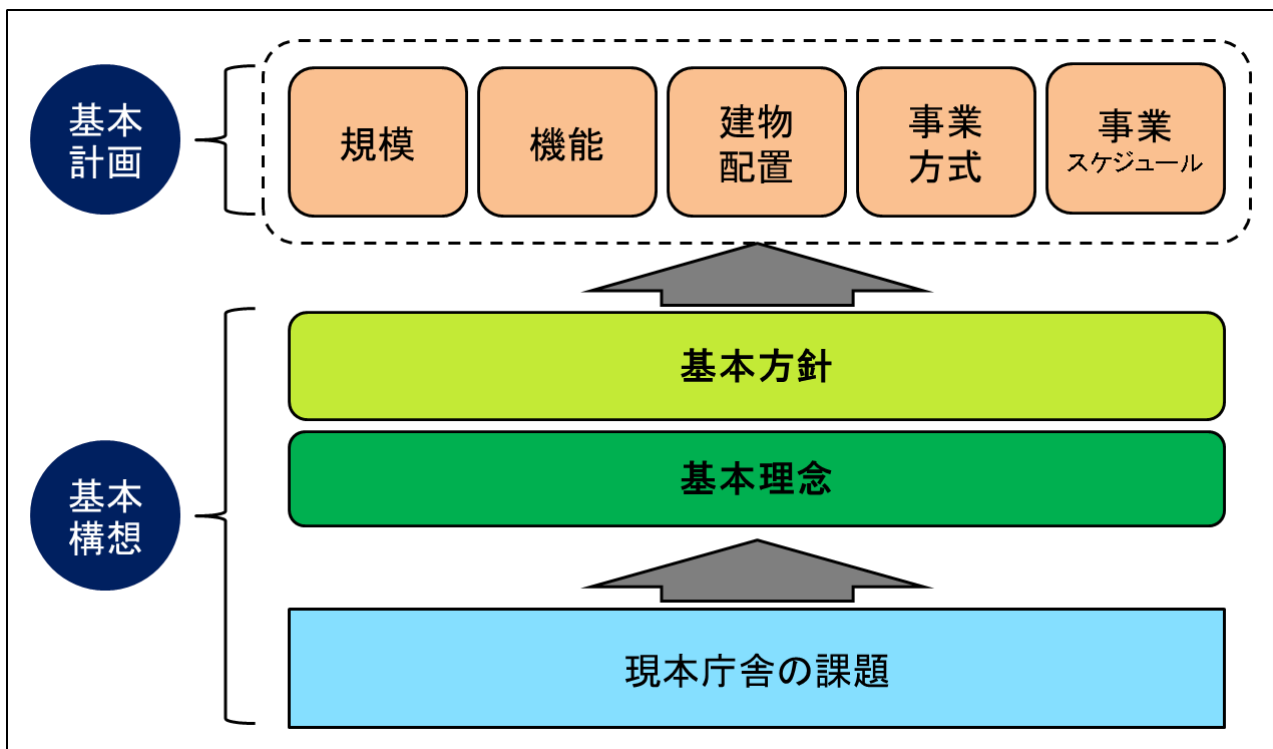 基本
計画
規模
機能
建物
配置
事業
方式
事業
スケジュール
基本方針
基本理念
基本
構想
現本庁舎の課題